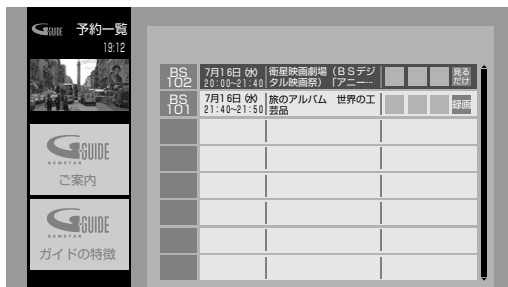 GGUIDE 予約一覧
19:12
BS 102
7月16日(水)
20:00~21:40
衛星映画劇場(BSデジ
タル映画祭)「アニー…
見る
だけ
BS 101
7月16日(水)
21:40~21:50
旅のアルバム 世界の工
芸品
録画
GGUIDE
GEMSTAR
ご案内
GGUIDE
GEMSTAR
ガイドの特徴